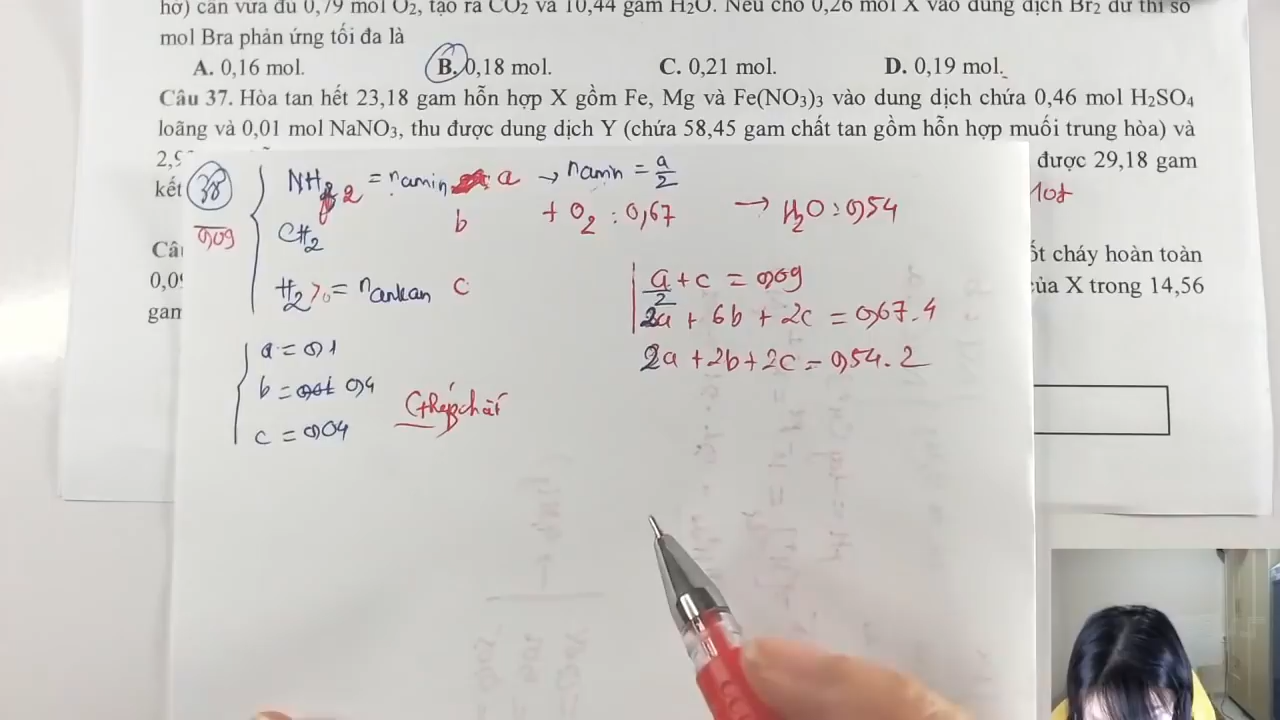 hở) cần vừa đủ 0,79 mol O₂, tạo ra CO₂ và 10,44 gam H₂O. Nếu cho 0,26 mol X vào dung dịch Br₂ dư thì số
mol Bra phản ứng tối đa là
A. 0,16 mol. B. 0,18 mol. C. 0,21 mol. D. 0,19 mol.
Câu 37. Hòa tan hết 23,18 gam hỗn hợp X gồm Fe, Mg và Fe(NO₃)₃ vào dung dịch chứa 0,46 mol H₂SO₄
loãng và 0,01 mol NaNO₃, thu được dung dịch Y (chứa 58,45 gam chất tan gồm hỗn hợp muối trung hòa) và
được 29,18 gam
kết
38
0,09
NH 2 = namin a → namin = a/2
CH₂ b + O₂ : 0,67 → H₂O : 0,54
H₂ = nankan c
a/2 + c = 0,09
2a + 6b + 2c = 0,67.4
2a + 2b + 2c = 0,54.2
a = 0,1
b = 0,4
c = 0,04
Ghép chất
ốt cháy hoàn toàn
của X trong 14,56
gam